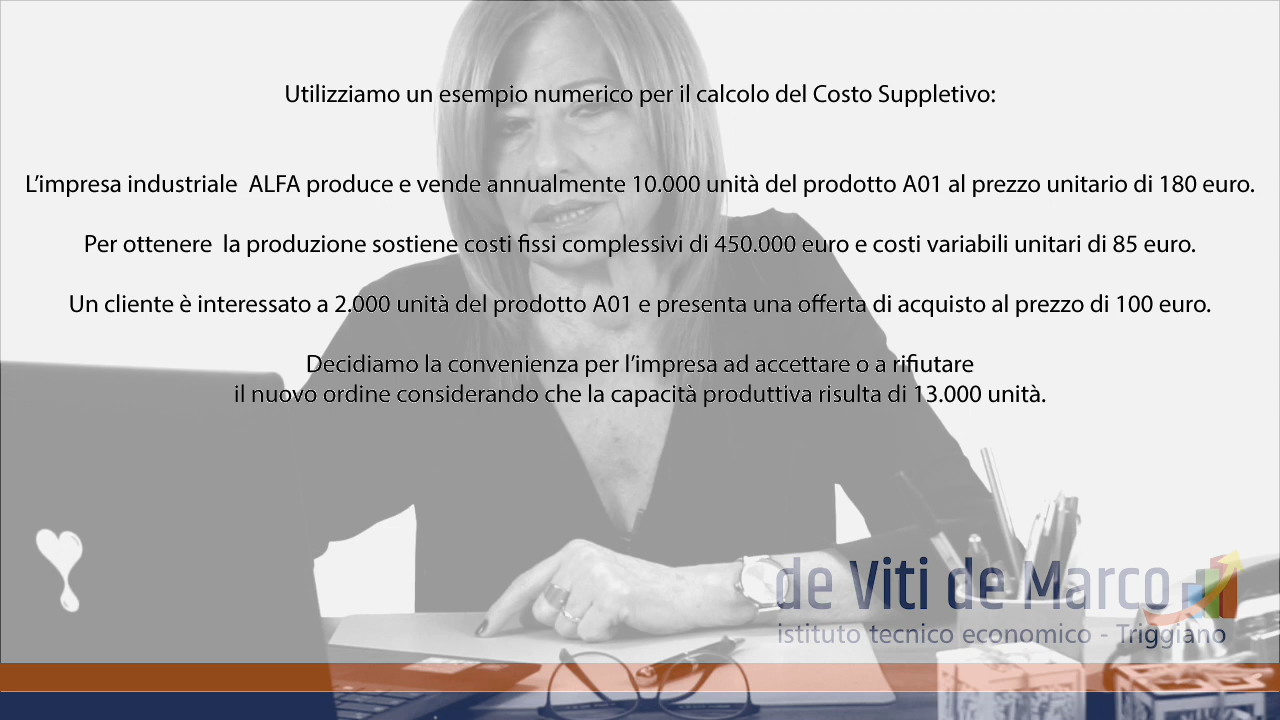 Utilizziamo un esempio numerico per il calcolo del Costo Suppletivo:
L’impresa industriale  ALFA produce e vende annualmente 10.000 unità del prodotto A01 al prezzo unitario di 180 euro.
Per ottenere  la produzione sostiene costi fissi complessivi di 450.000 euro e costi variabili unitari di 85 euro.
Un cliente è interessato a 2.000 unità del prodotto A01 e presenta una offerta di acquisto al prezzo di 100 euro.
Decidiamo la convenienza per l’impresa ad accettare o a rifiutare
il nuovo ordine considerando che la capacità produttiva risulta di 13.000 unità.
de Viti de Marco
istituto tecnico economico - Triggiano